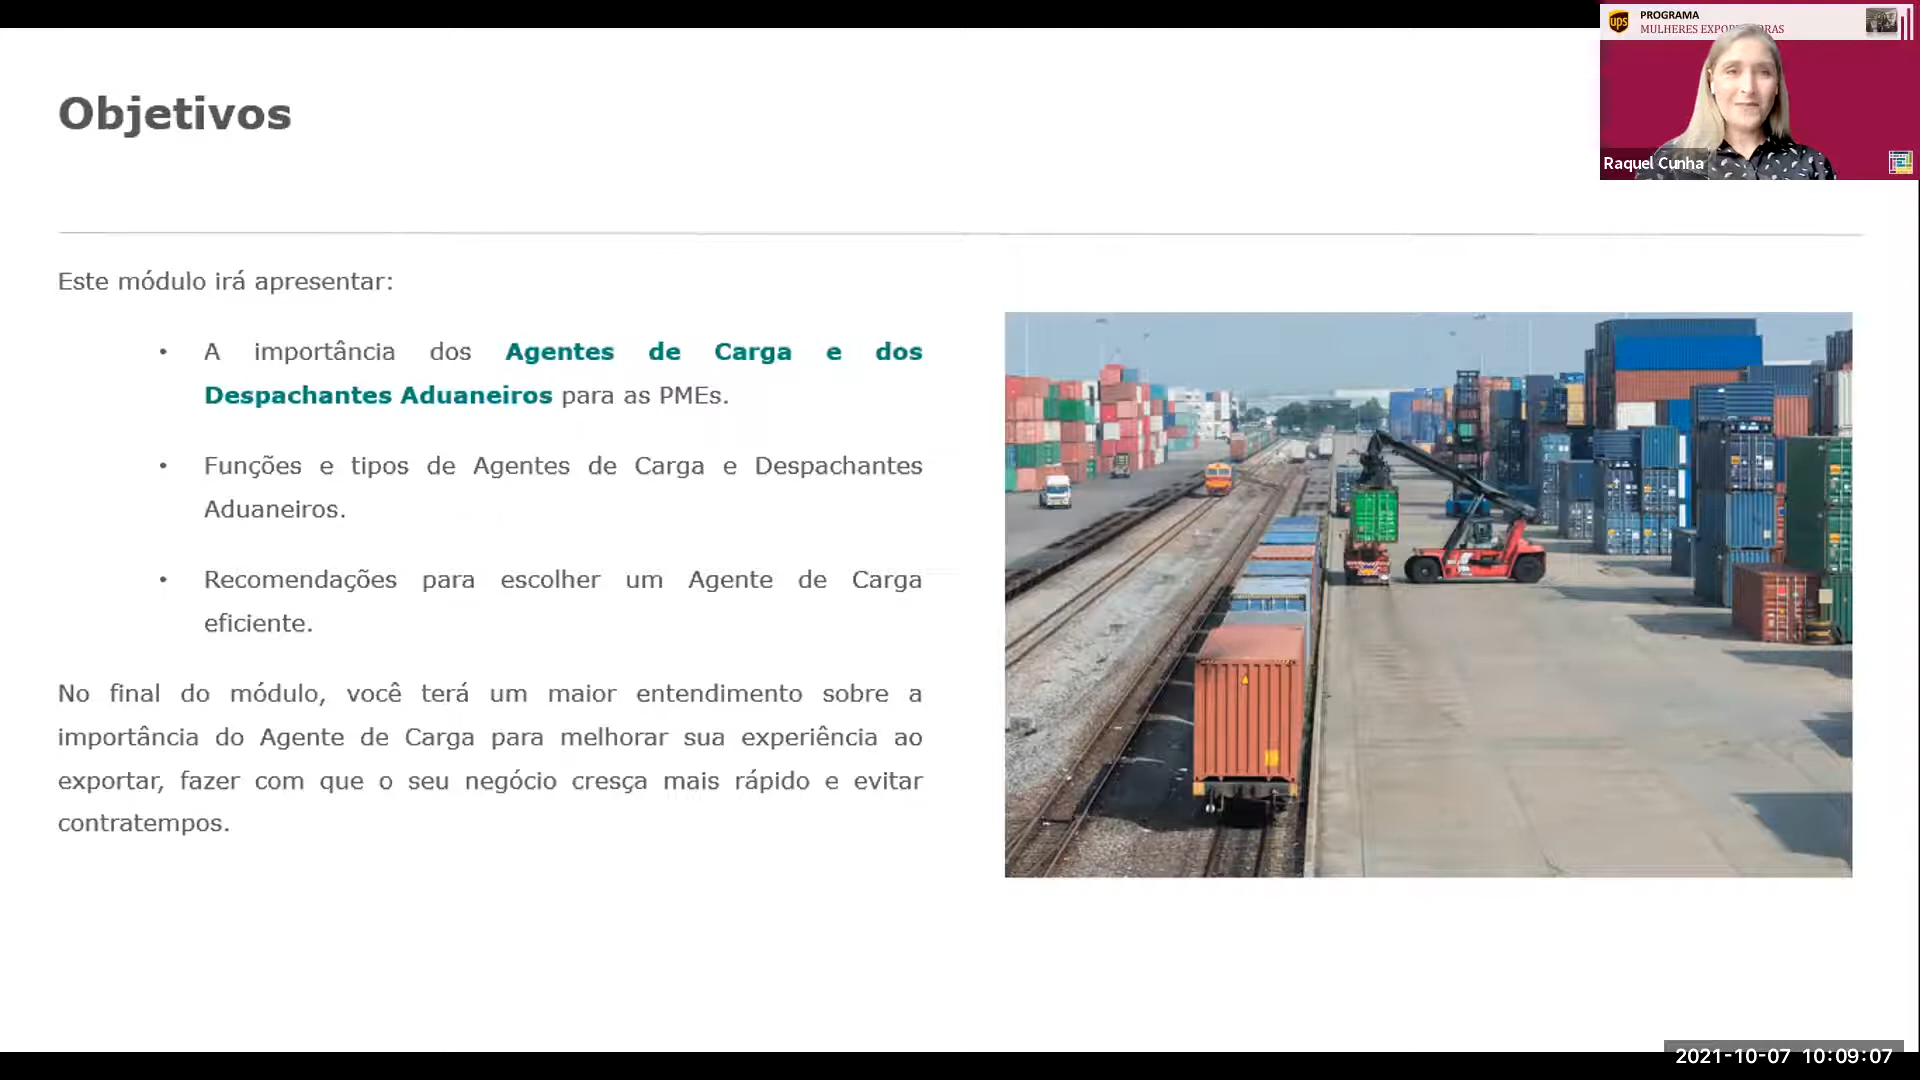 ups
PROGRAMA
Objetivos
Raquel Cunha
Este módulo irá apresentar:
• A importância dos Agentes de Carga e dos
Despachantes Aduaneiros para as PMEs.
• Funções e tipos de Agentes de Carga e Despachantes
Aduaneiros.
• Recomendações para escolher um Agente de Carga
eficiente.
No final do módulo, você terá um maior entendimento sobre a
importância do Agente de Carga para melhorar sua experiência ao
exportar, fazer com que o seu negócio cresça mais rápido e evitar
contratempos.
2021-10-07 10:09:07